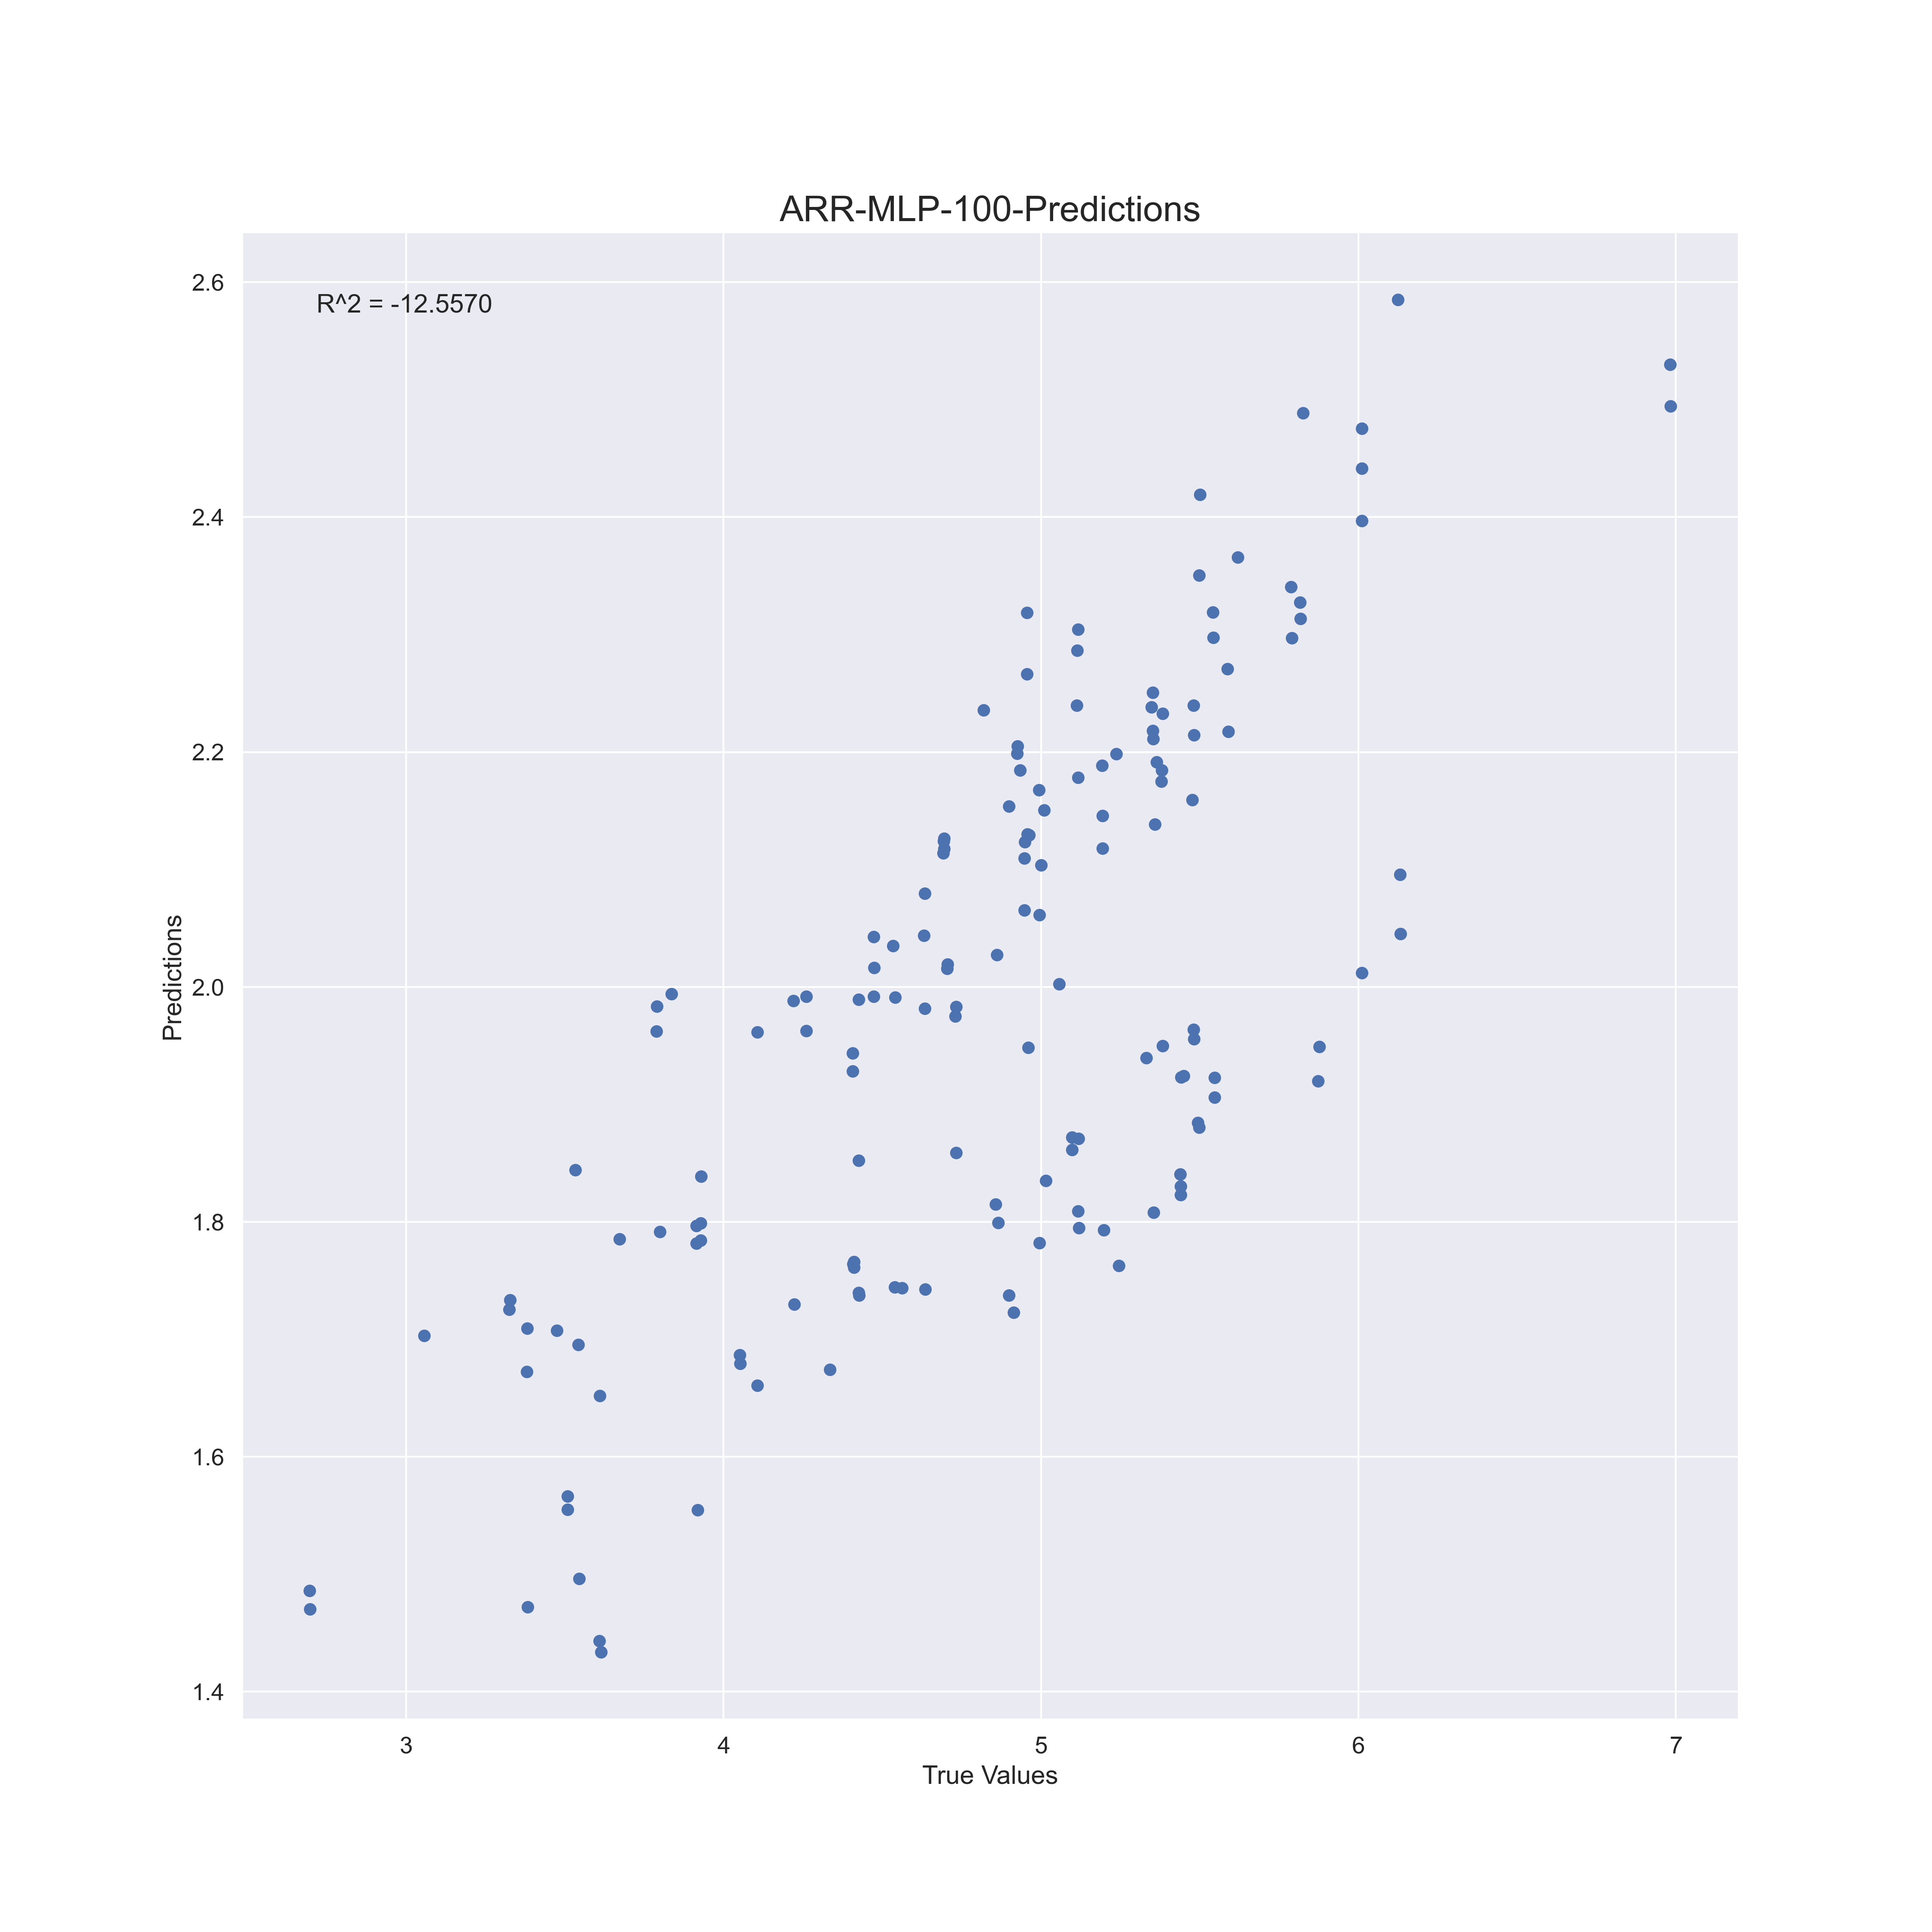 ARR-MLP-100-Predictions
R^2 = -12.5570
2.6
2.4
2.2
2.0
1.8
1.6
1.4
Predictions
3 4 5 6 7
True Values